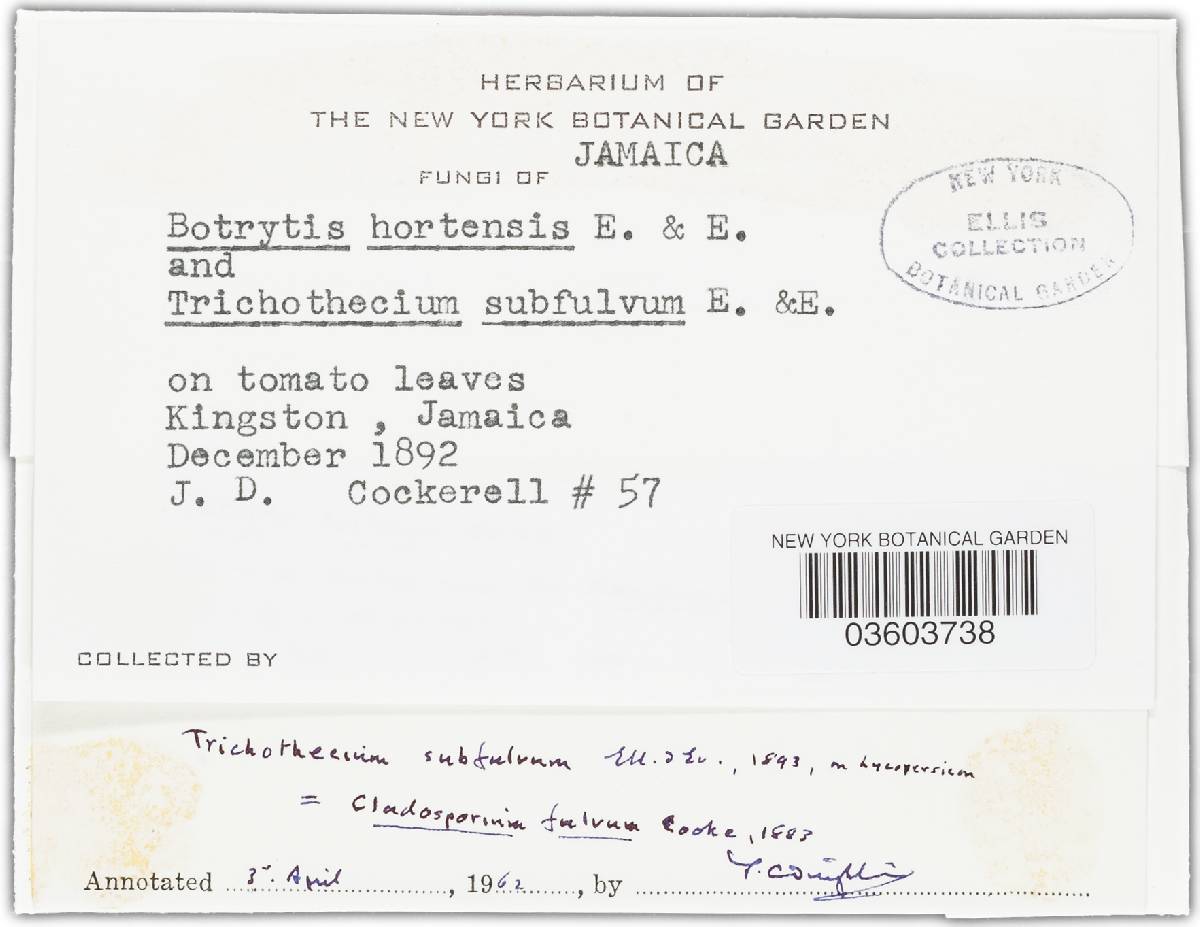 HERBARIUM OF
THE NEW YORK BOTANICAL GARDEN
JAMAICA
FUNGI OF
Botrytis hortensis E. & E.
and
Trichothecium subfulvum E. &E.
NEW YORK
ELLIS
COLLECTION
BOTANICAL GARDEN
on tomato leaves
Kingston , Jamaica
December 1892
J. D. Cockerell # 57
NEW YORK BOTANICAL GARDEN
03603738
COLLECTED BY
Trichothecium subfulvum Ell. & Ev., 1893, on Lycopersicon
= Cladosporium fulvum Cooke, 1883
Annotated 3 April, 1962, by